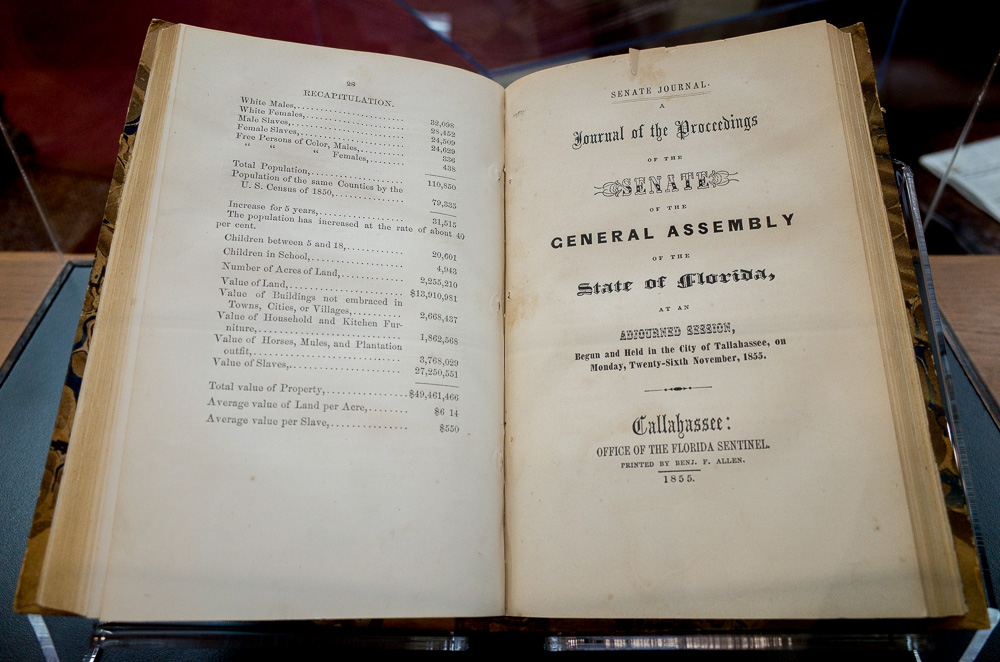 28
RECAPITULATION.
White Males, 32,098
White Females, 28,452
Male Slaves, 24,509
Female Slaves, 24,629
Free Persons of Color, Males, 336
" " " Females, 438
Total Population, 110,850
Population of the same Counties by the
U. S. Census of 1850, 79,335
Increase for 5 years, 31,515
The population has increased at the rate of about 40
per cent.
Children between 5 and 18, 20,601
Children in School, 4,943
Number of Acres of Land, 2,255,210
Value of Land, $13,910,981
Value of Buildings not embraced in
Towns, Cities, or Villages, 2,668,437
Value of Household and Kitchen Fur-
niture, 1,862,568
Value of Horses, Mules, and Plantation
outfit, 3,768,029
Value of Slaves, 27,250,551
Total value of Property, $49,461,466
Average value of Land per Acre, $6 14
Average value per Slave, $550
SENATE JOURNAL.
A
Journal of the Proceedings
OF THE
SENATE
OF THE
GENERAL ASSEMBLY
OF THE
State of Florida,
AT AN
ADJOURNED SESSION,
Begun and Held in the City of Tallahassee, on
Monday, Twenty-Sixth November, 1855.
Tallahassee:
OFFICE OF THE FLORIDA SENTINEL.
PRINTED BY BENJ. F. ALLEN.
1855.